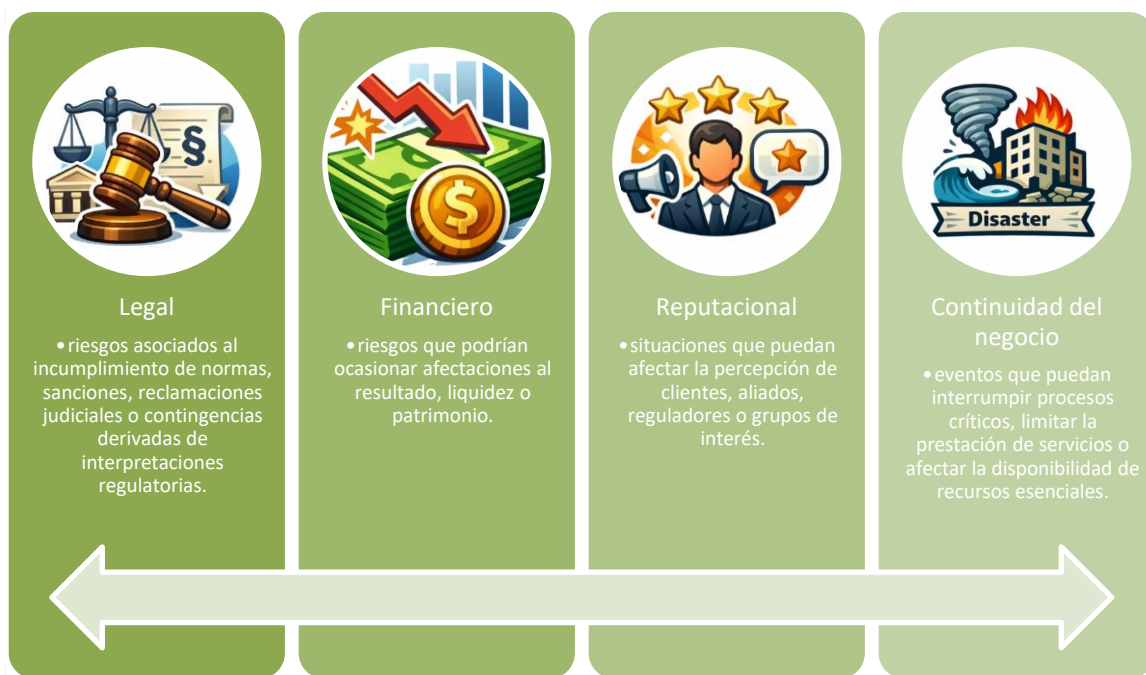 §
$
Disaster
Legal
•riesgos asociados al
incumplimiento de normas,
sanciones, reclamaciones
judiciales o contingencias
derivadas de
interpretaciones
regulatorias.
Financiero
•riesgos que podrían
ocasionar afectaciones al
resultado, liquidez o
patrimonio.
Reputacional
•situaciones que puedan
afectar la percepción de
clientes, aliados,
reguladores o grupos de
interés.
Continuidad del
negocio
•eventos que puedan
interrumpir procesos
críticos, limitar la
prestación de servicios o
afectar la disponibilidad de
recursos esenciales.